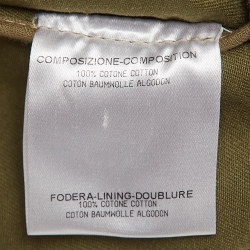 COMPOSIZIONE-COMPOSITION
100% COTONE COTTON
COTON BAUMWOLLE ALGODON
FODERA-LINING-DOUBLURE
100% COTONE COTTON
COTON BAUMWOLLE ALGODON